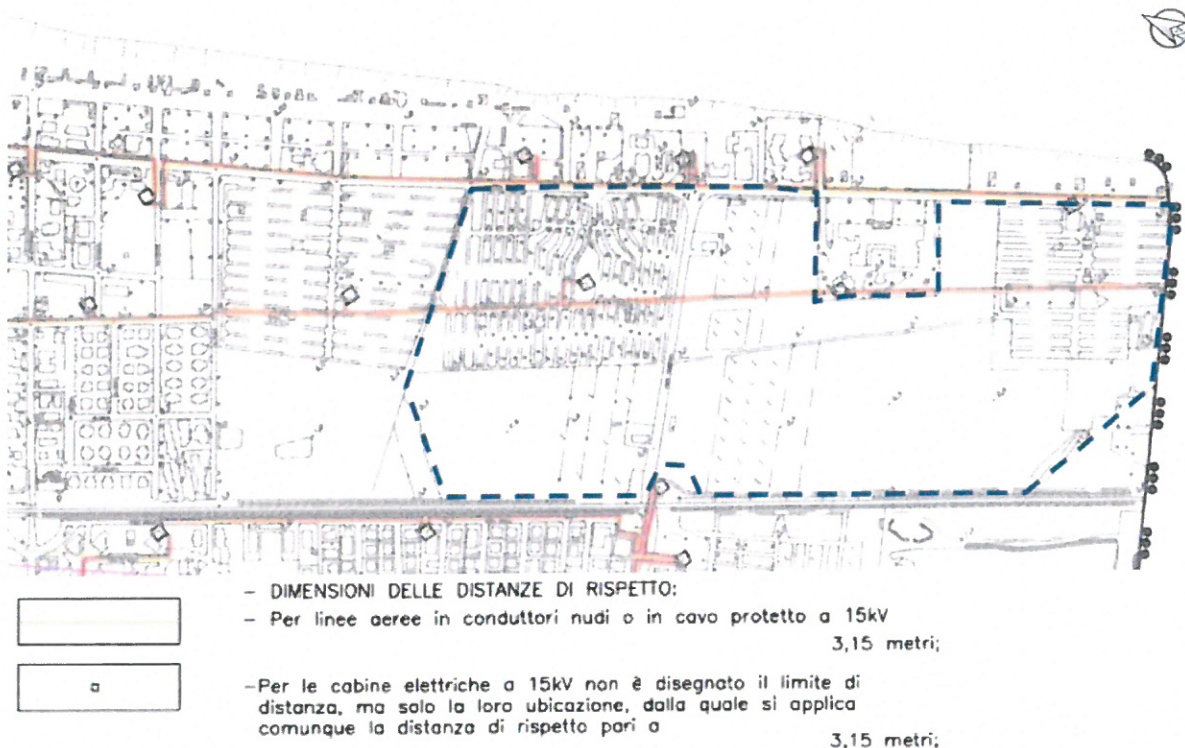 - DIMENSIONI DELLE DISTANZE DI RISPETTO:
- Per linee aeree in conduttori nudi o in cavo protetto a 15kV
3,15 metri;
-Per le cabine elettriche a 15kV non è disegnato il limite di
distanza, ma solo la loro ubicazione, dalla quale si applica
comunque la distanza di rispetto pari a
3,15 metri;